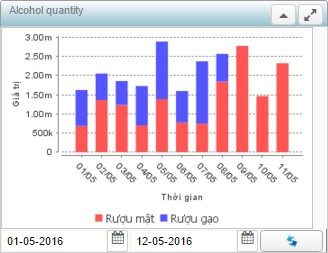 Alcohol quantity
3.00m
2.50m
2.00m
1.50m
1.00m
500k
0
Giá trị
01/05 02/05 03/05 04/05 05/05 06/05 07/05 08/05 09/05 10/05 11/05
Thời gian
Rượu mật Rượu gạo
01-05-2016 12-05-2016